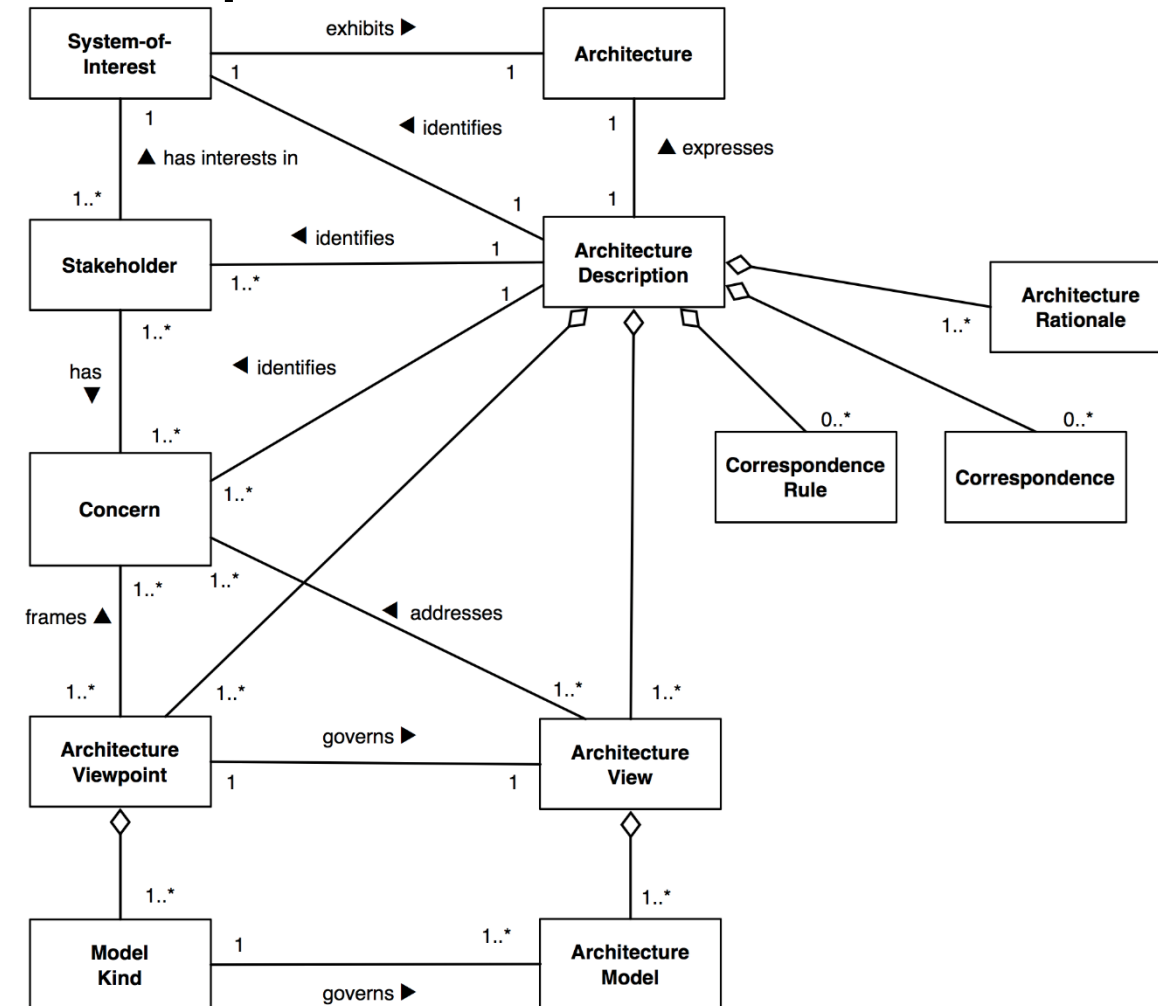 exhibits ▶
System-of-
Interest
Architecture
1
1
1
◀ identifies
1
▲ has interests in
▲ expresses
1..*
1
1
Stakeholder
◀ identifies
1
1..*
Architecture
Description
1
Architecture
Rationale
1..*
1..*
has
▼
◀ identifies
1..*
1..*
Concern
0..*
0..*
Correspondence
Rule
Correspondence
1..*
1..*
frames ▲
◀ addresses
1..*
1..*
1..*
1..*
Architecture
Viewpoint
governs ▶
1
1
Architecture
View
1..*
1..*
Model
Kind
1
1..*
governs ▶
Architecture
Model